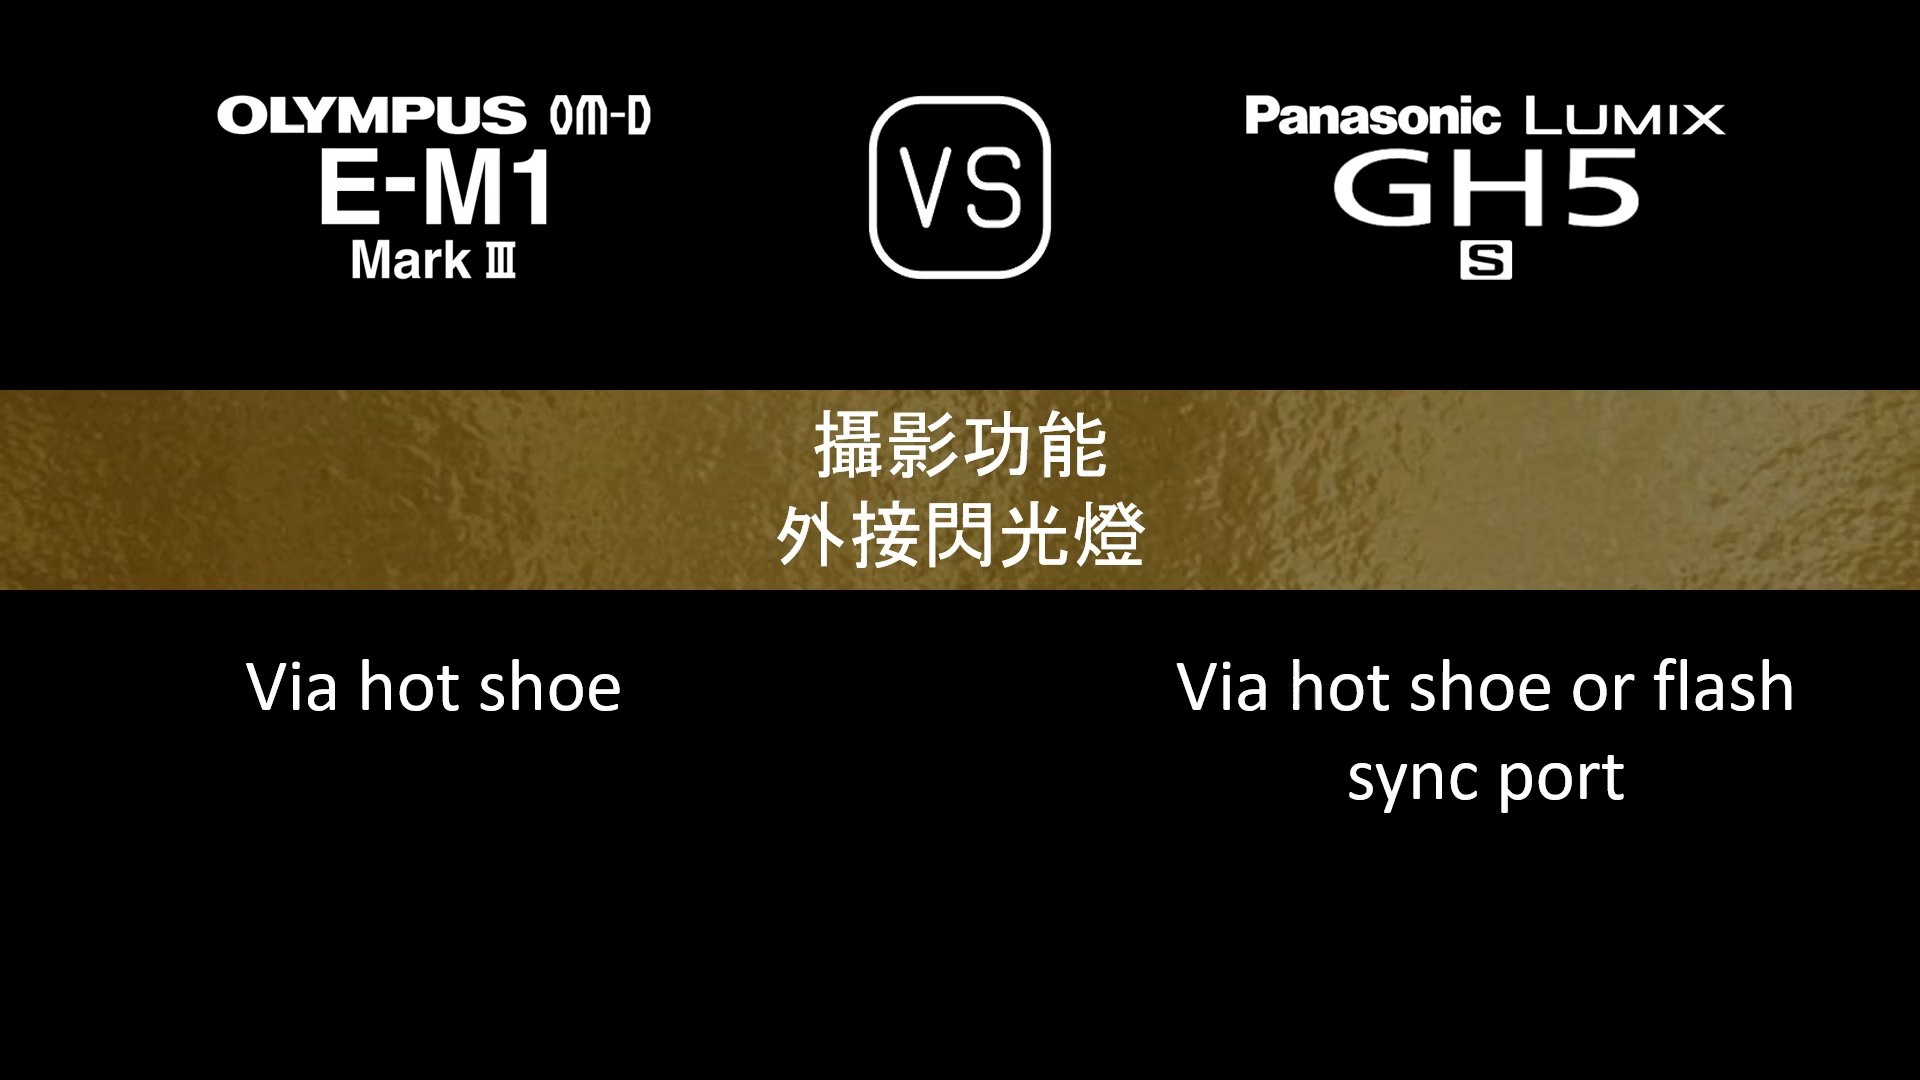 OLYMPUS OM-D
E-M1
Mark III
VS
Panasonic LUMIX
GH5
S
攝影功能
外接閃光燈
Via hot shoe
Via hot shoe or flash
sync port